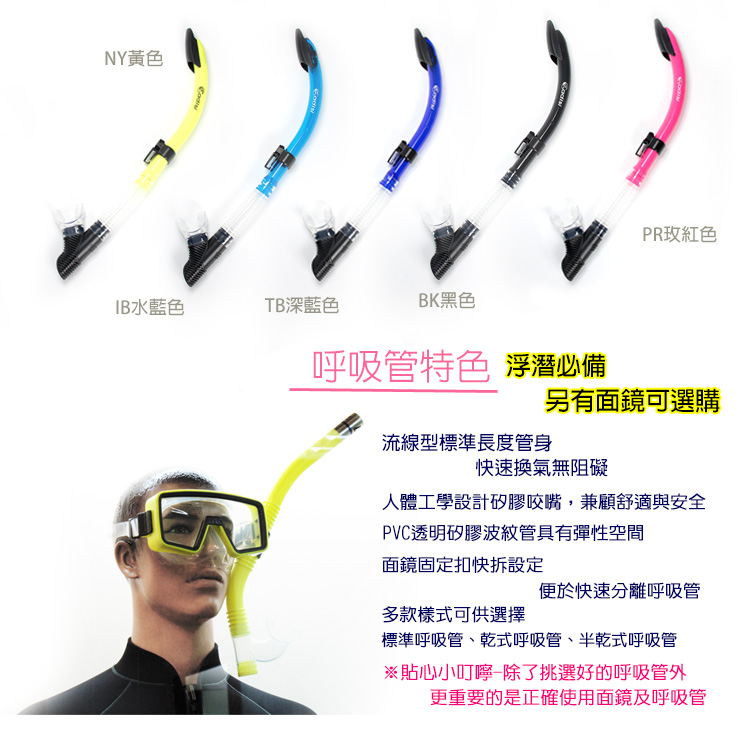 NY黃色
IB水藍色
TB深藍色
BK黑色
PR玫紅色
呼吸管特色
浮潛必備
另有面鏡可選購
流線型標準長度管身
快速換氣無阻礙
人體工學設計矽膠咬嘴，兼顧舒適與安全
PVC透明矽膠波紋管具有彈性空間
面鏡固定扣快拆設定
便於快速分離呼吸管
多款樣式可供選擇
標準呼吸管、乾式呼吸管、半乾式呼吸管
※貼心小叮嚀-除了挑選好的呼吸管外
更重要的是正確使用面鏡及呼吸管